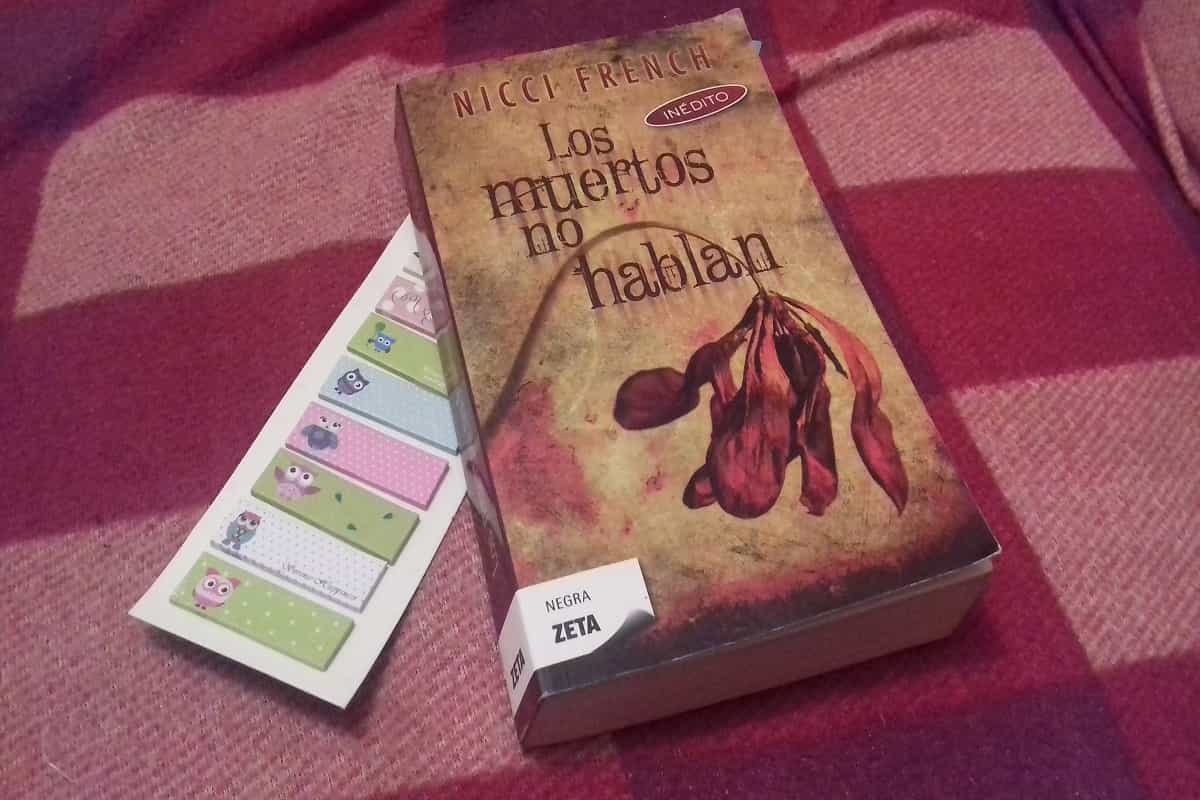 NICCI FRENCH
INÉDITO
Los
muertos
no
hablan
NEGRA
ZETA
ZETA